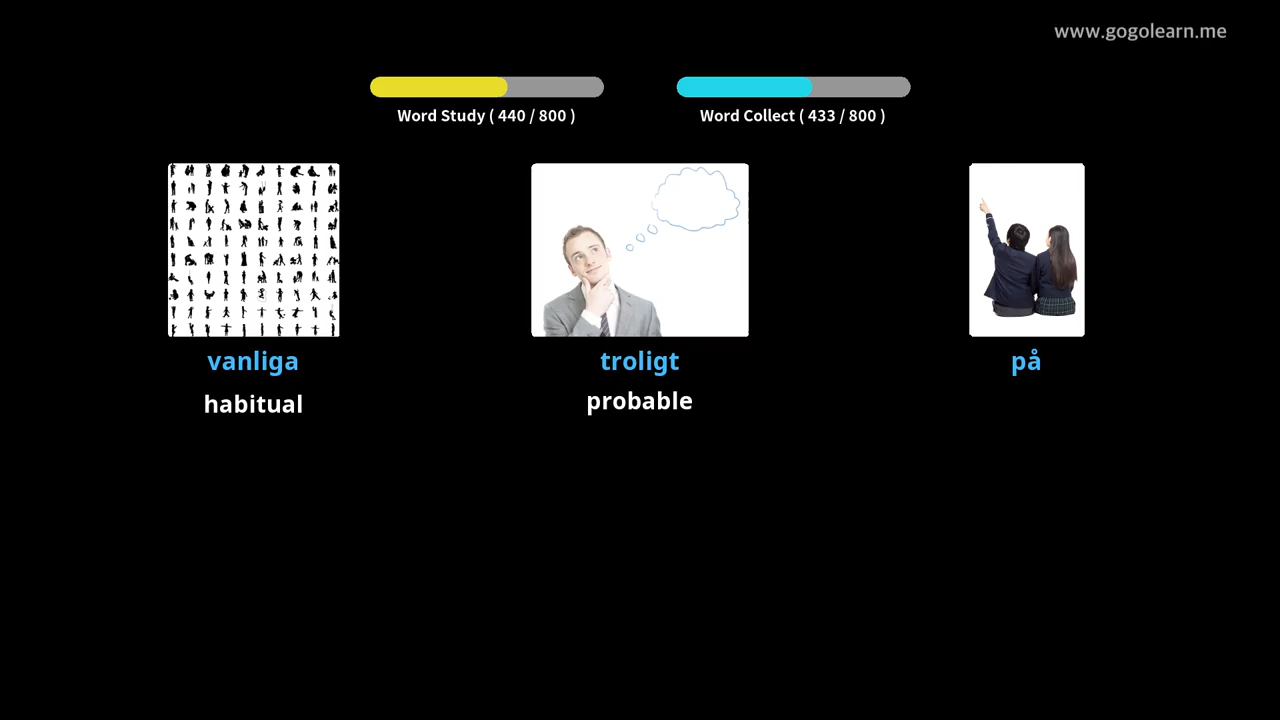 www.gogolearn.me
Word Study ( 440 / 800 )
Word Collect ( 433 / 800 )
vanliga
troligt
på
habitual
probable